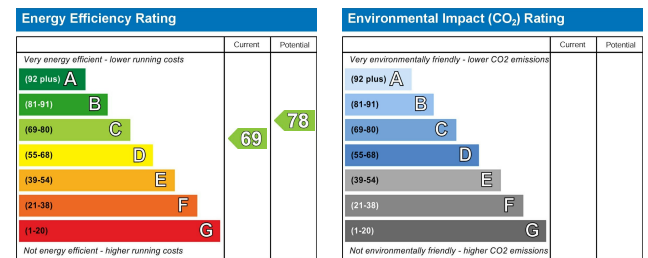 Energy Efficiency Rating
Current Potential
Very energy efficient - lower running costs
(92 plus) A
(81-91) B
(69-80) C
(55-68) D
(39-54) E
(21-38) F
(1-20) G
69
78
Not energy efficient - higher running costs
Environmental Impact (CO2) Rating
Current Potential
Very environmentally friendly - lower CO2 emissions
(92 plus) A
(81-91) B
(69-80) C
(55-68) D
(39-54) E
(21-38) F
(1-20) G
Not environmentally friendly - higher CO2 emissions